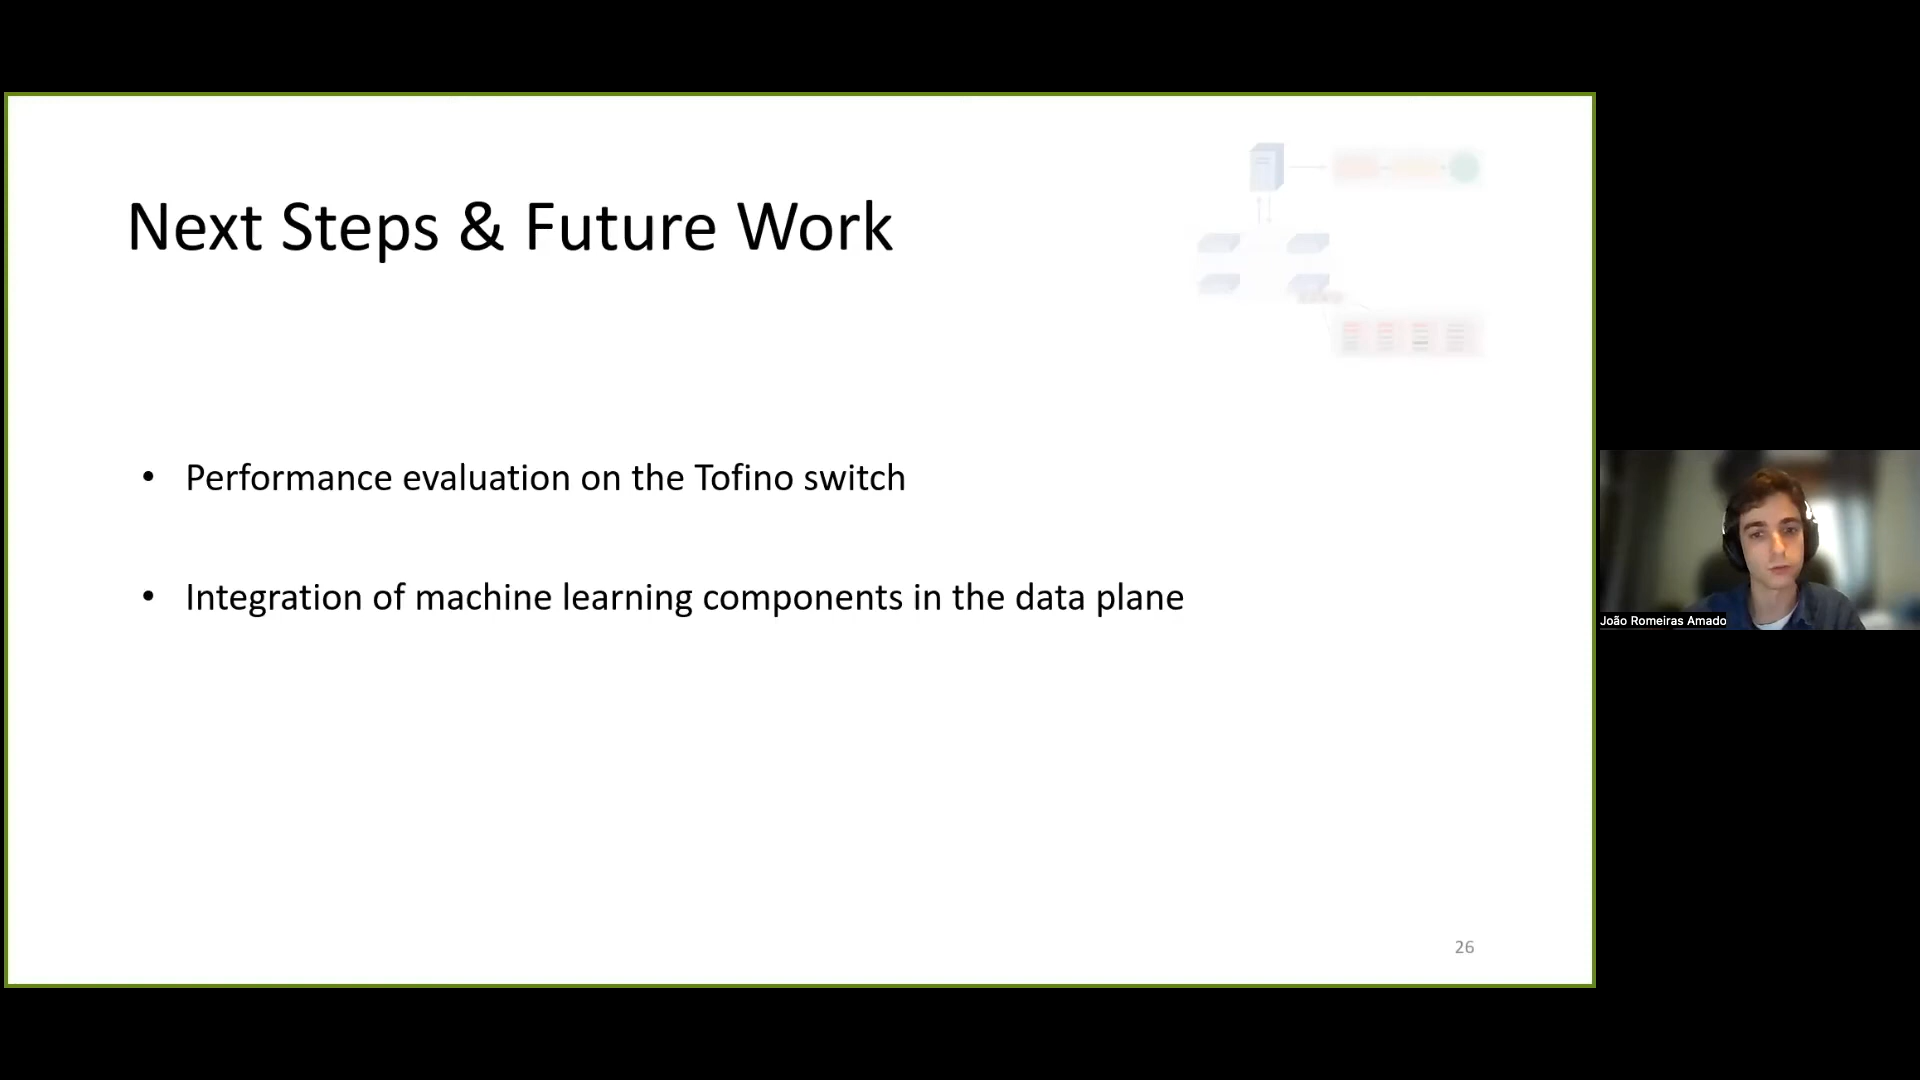 Next Steps & Future Work
• Performance evaluation on the Tofino switch
• Integration of machine learning components in the data plane
26
João Romeiras Amado